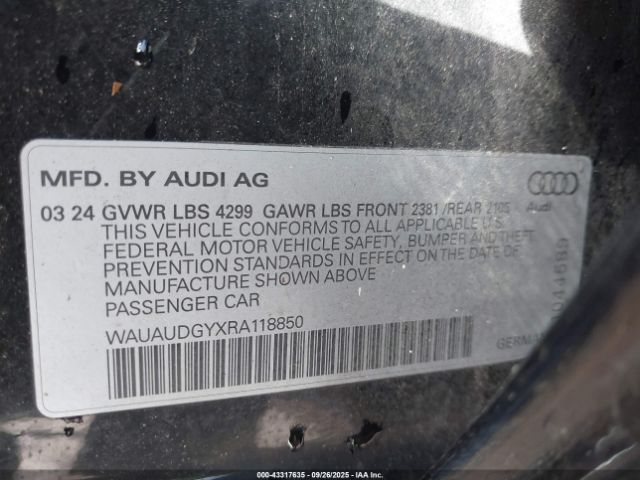 MFD. BY AUDI AG
Audi
03 24 GVWR LBS 4299 GAWR LBS FRONT 2381 /REAR 2105
THIS VEHICLE CONFORMS TO ALL APPLICABLE U.S.
FEDERAL MOTOR VEHICLE SAFETY, BUMPER AND THEFT
PREVENTION STANDARDS IN EFFECT ON THE DATE OF
MANUFACTURE SHOWN ABOVE
PASSENGER CAR
WAUAUDGYXRA118850
000-43317635 - 09/26/2025 - IAA Inc.